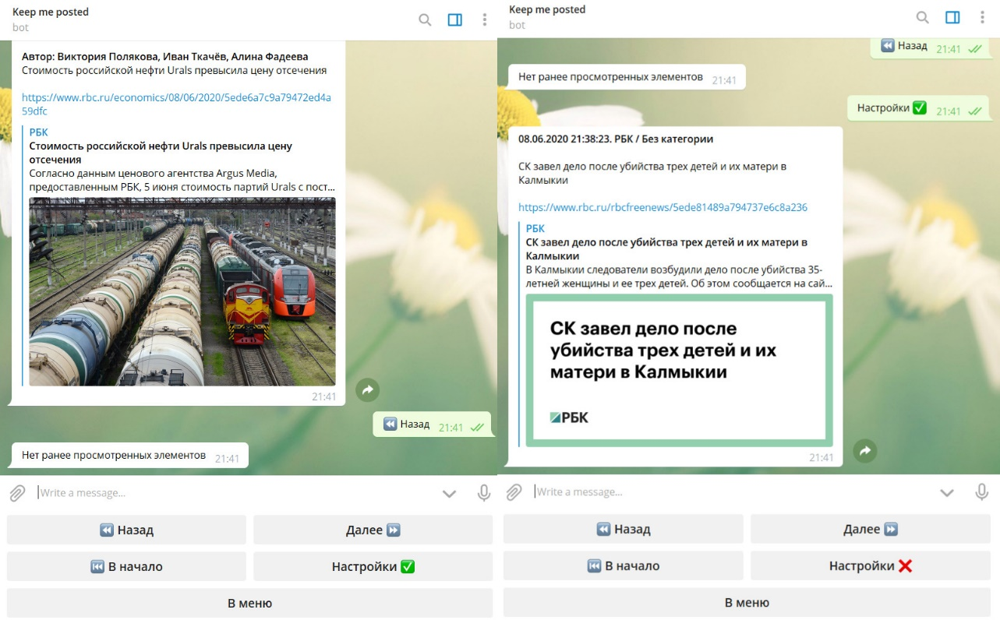 Keep me posted
bot
Автор: Виктория Полякова, Иван Ткачёв, Алина Фадеева
Стоимость российской нефти Urals превысила цену отсечения
https://www.rbc.ru/economics/08/06/2020/5ede6a7c9a79472ed4a
59dfc
РБК
Стоимость российской нефти Urals превысила цену
отсечения
Согласно данным ценового агентства Argus Media,
предоставленным РБК, 5 июня стоимость партий Urals с пост...
21:41
⏪ Назад 21:41
Нет ранее просмотренных элементов 21:41
Write a message...
⏪ Назад
Далее ⏩
⏮ В начало
Настройки ✅
В меню
Keep me posted
bot
⏪ Назад 21:41
Нет ранее просмотренных элементов 21:41
Настройки ✅ 21:41
08.06.2020 21:38:23. РБК / Без категории
СК завел дело после убийства трех детей и их матери в
Калмыкии
https://www.rbc.ru/rbcfreenews/5ede81489a794737e6c8a236
РБК
СК завел дело после убийства трех детей и их матери в
Калмыкии
В Калмыкии следователи возбудили дело после убийства 35-
летней женщины и ее трех детей. Об этом сообщается на сай...
СК завел дело после
убийства трех детей и их
матери в Калмыкии
РБК
21:41
Write a message...
⏪ Назад
Далее ⏩
⏮ В начало
Настройки ❌
В меню